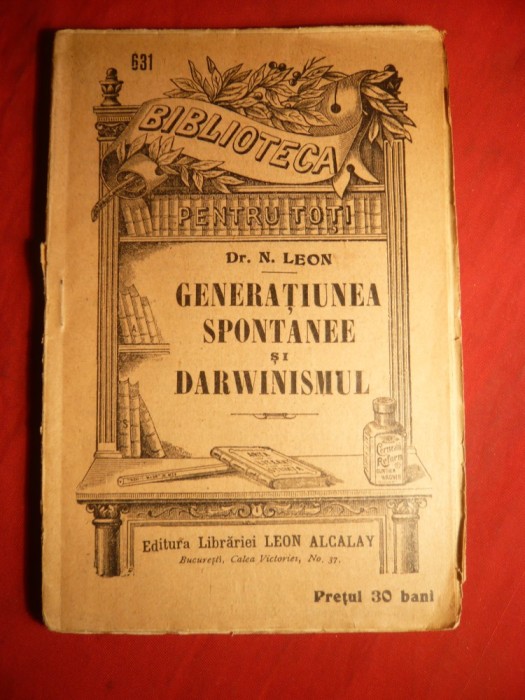 631
BIBLIOTECA
PENTRU TOȚI
Dr. N. LEON
GENERAȚIUNEA
SPONTANEE
ȘI
DARWINISMUL
Editura Librăriei LEON ALCALAY
București, Calea Victoriei, No. 37.
Prețul 30 bani